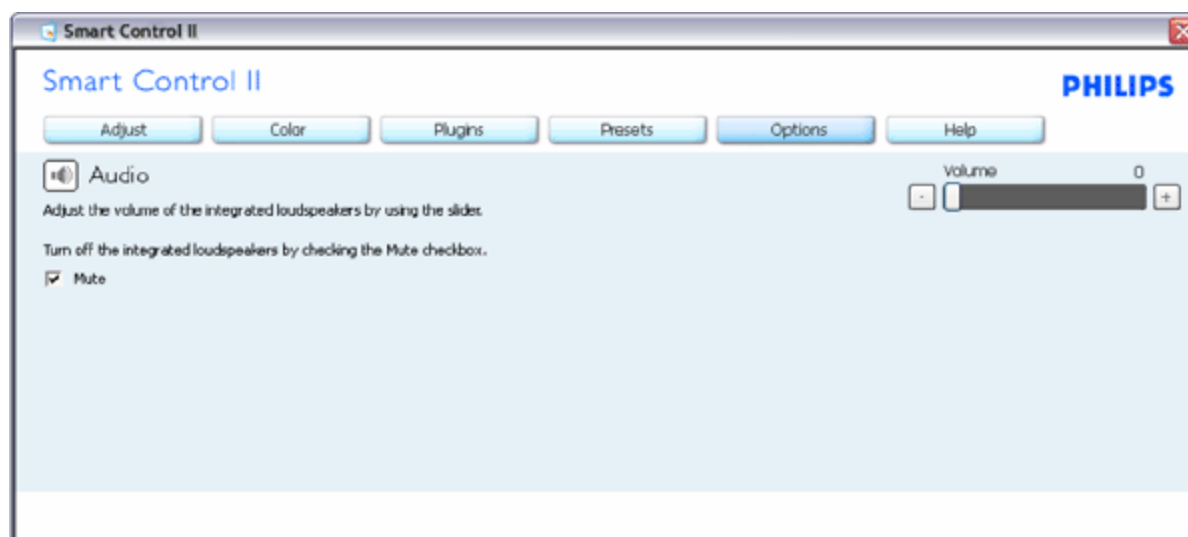 Smart Control II
Smart Control II
PHILIPS
Adjust Color Plugins Presets Options Help
Audio
Volume 0
Adjust the volume of the integrated loudspeakers by using the slider.
- +
Turn off the integrated loudspeakers by checking the Mute checkbox.
Mute